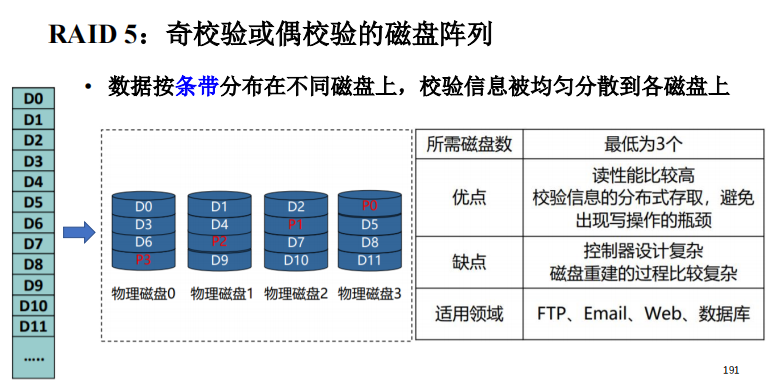 RAID 5：奇校验或偶校验的磁盘阵列
• 数据按条带分布在不同磁盘上，校验信息被均匀分散到各磁盘上
D0
D1
D2
D3
D4
D5
D6
D7
D8
D9
D10
D11
.....
D0 D1 D2 P0
D3 D4 P1 D5
D6 P2 D7 D8
P3 D9 D10 D11
物理磁盘0 物理磁盘1 物理磁盘2 物理磁盘3
所需磁盘数 最低为3个
优点 读性能比较高
校验信息的分布式存取，避免
出现写操作的瓶颈
缺点 控制器设计复杂
磁盘重建的过程比较复杂
适用领域 FTP、Email、Web、数据库
191